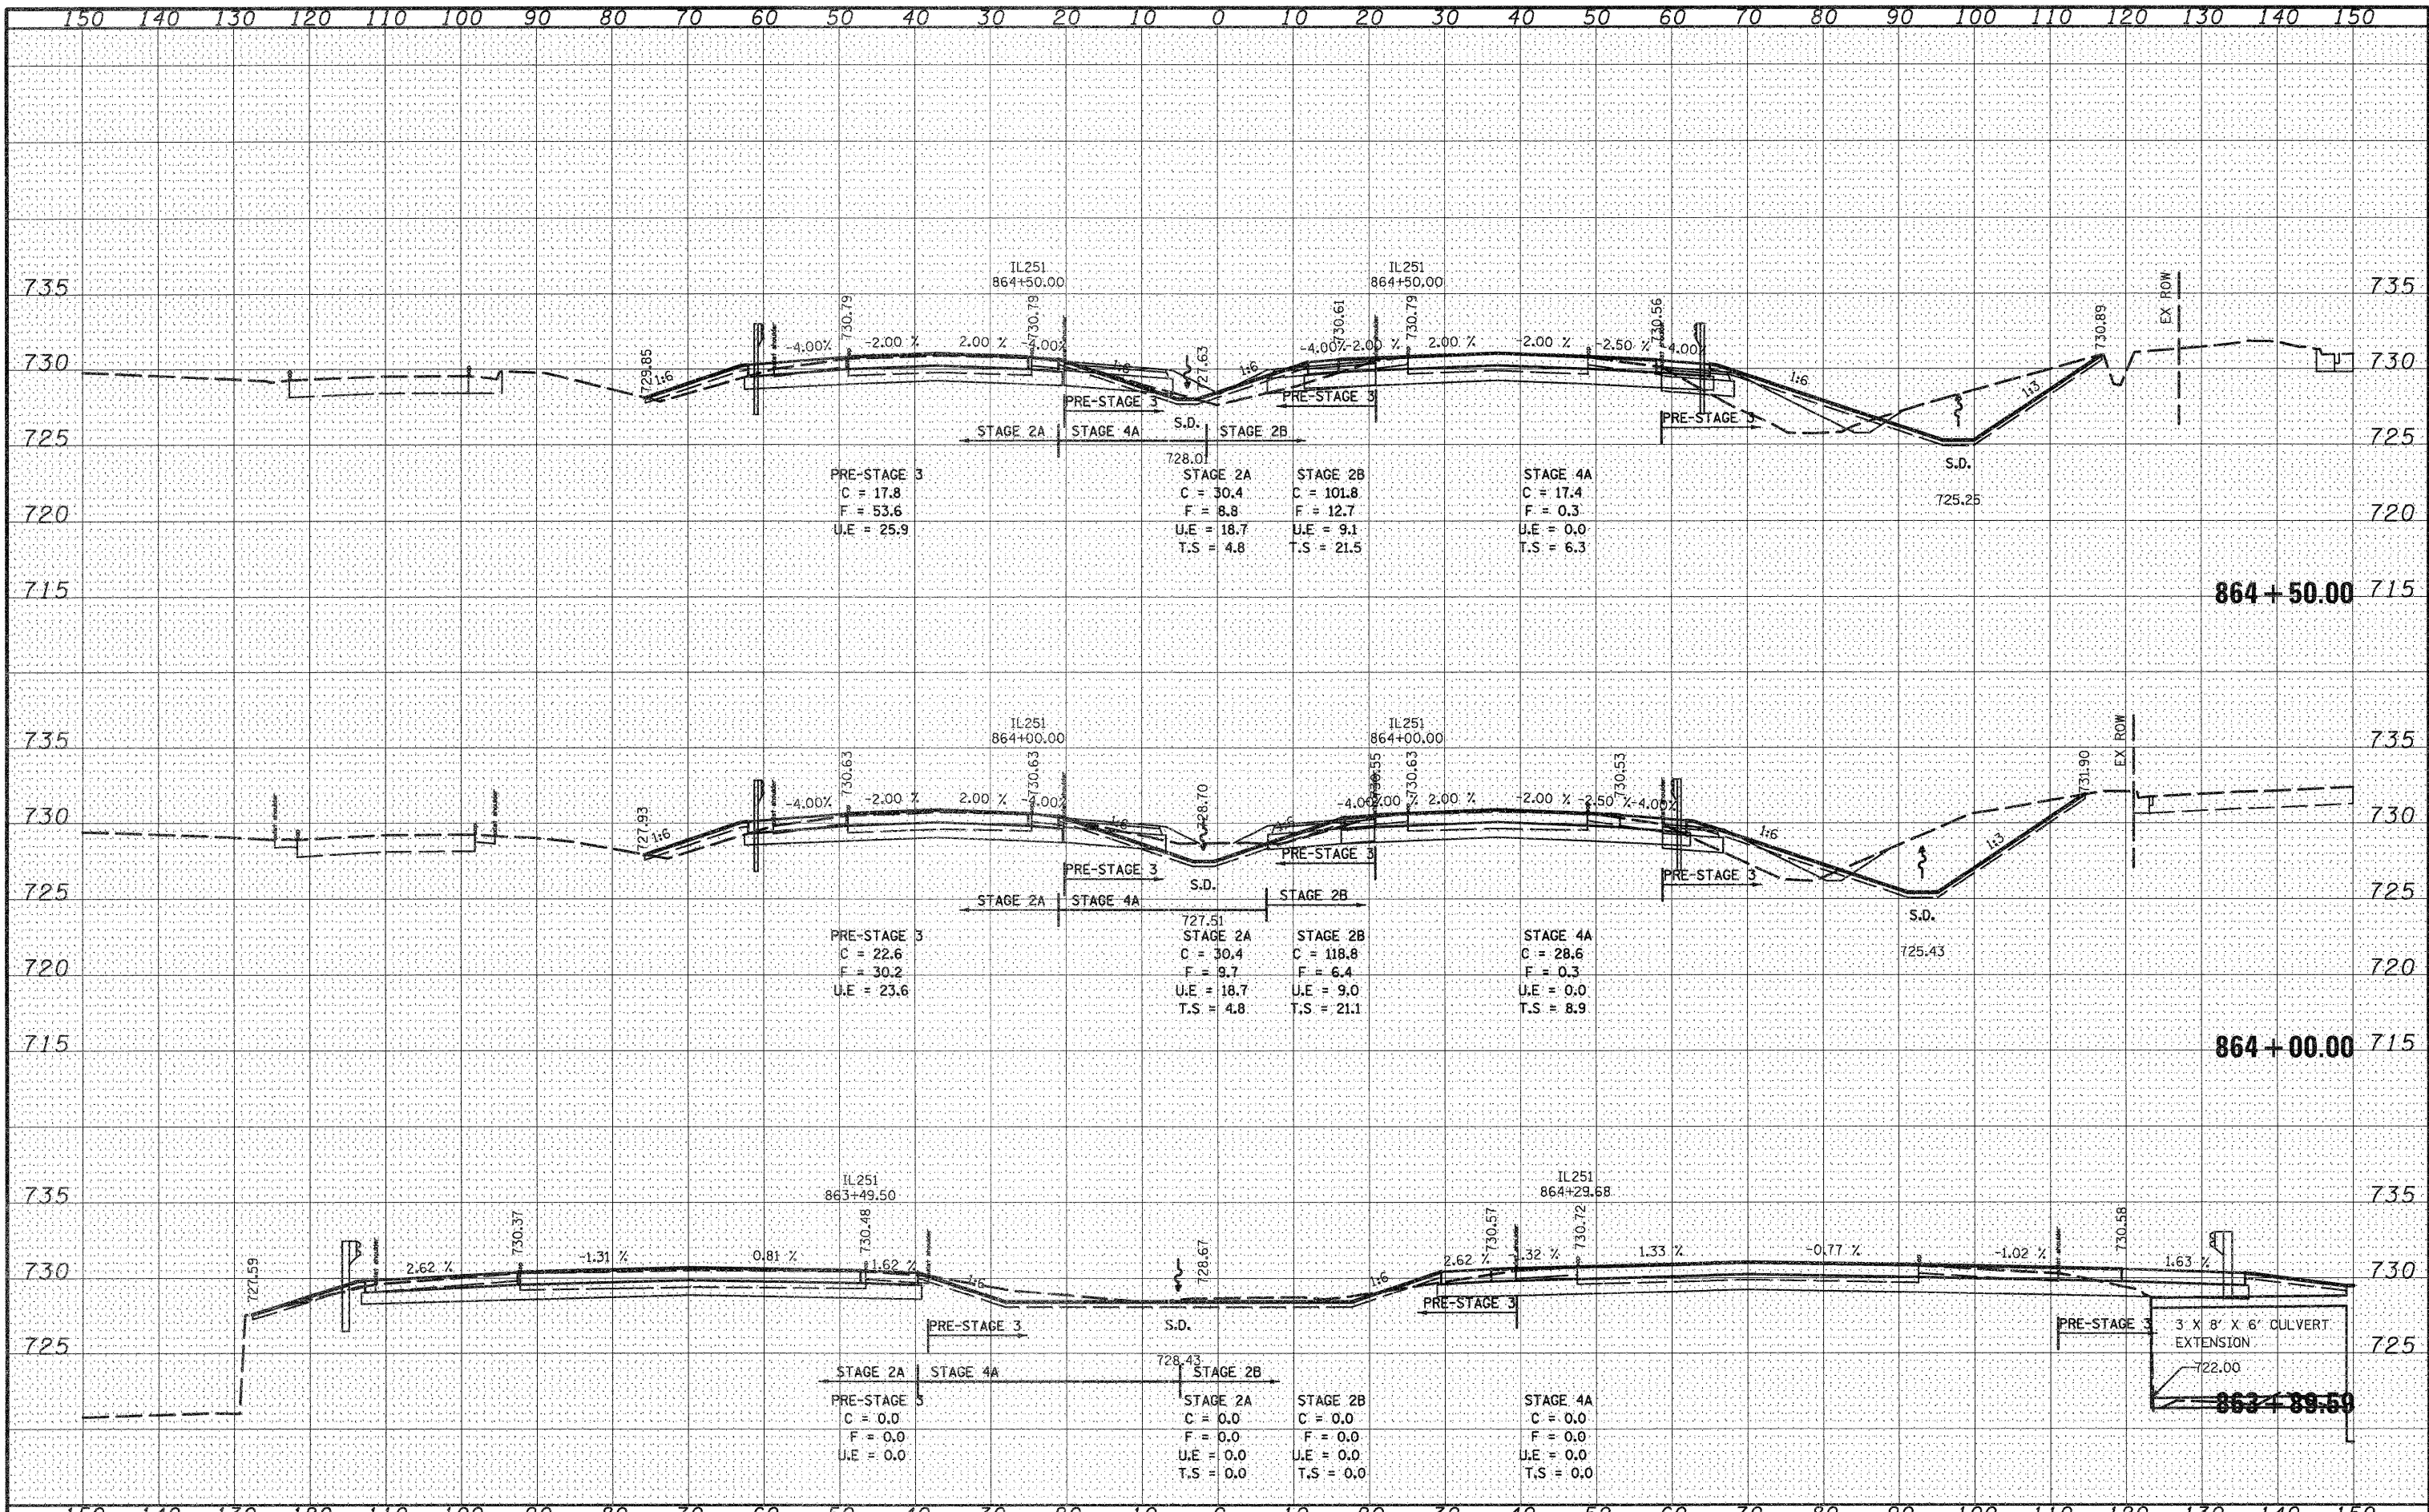 150 140 130 120 110 100 90 80 70 60 50 40 30 20 10 0 10 20 30 40 50 60 70 80 90 100 110 120 130 140 150
IL251
864+50.00
IL251
864+50.00
735
735
EX ROW
729.85
730.79
730.79
727.63
730.61
730.79
730.56
730.89
-4.00%
-2.00 %
2.00 %
-4.00%
-4.00%
-2.00 %
2.00 %
-2.00 %
-2.50 %
-4.00%
730
730
1:6
1:6
1:6
1:6
1:3
PRE-STAGE 3
PRE-STAGE 3
PRE-STAGE 3
S.D.
STAGE 2A
STAGE 4A
STAGE 2B
725
725
728.01
S.D.
725.25
PRE-STAGE 3
C = 17.8
F = 53.6
U.E = 25.9
STAGE 2A
C = 30.4
F = 8.8
U.E = 18.7
T.S = 4.8
STAGE 2B
C = 101.8
F = 12.7
U.E = 9.1
T.S = 21.5
STAGE 4A
C = 17.4
F = 0.3
U.E = 0.0
T.S = 6.3
720
720
715
864+50.00
715
IL251
864+00.00
IL251
864+00.00
735
735
EX ROW
727.93
730.63
730.63
728.70
730.55
730.63
730.53
731.90
-4.00%
-2.00 %
2.00 %
-4.00%
-4.00%
2.00 %
-2.00 %
-2.50 %
-4.00%
730
730
1:6
1:6
1:6
1:6
1:3
PRE-STAGE 3
PRE-STAGE 3
PRE-STAGE 3
S.D.
STAGE 2A
STAGE 4A
STAGE 2B
725
725
727.51
S.D.
725.43
PRE-STAGE 3
C = 22.6
F = 30.2
U.E = 23.6
STAGE 2A
C = 30.4
F = 9.7
U.E = 18.7
T.S = 4.8
STAGE 2B
C = 118.8
F = 6.4
U.E = 9.0
T.S = 21.1
STAGE 4A
C = 28.6
F = 0.3
U.E = 0.0
T.S = 8.9
720
720
715
864+00.00
715
IL251
863+49.50
IL251
864+29.68
735
735
727.59
730.37
730.48
728.67
730.57
730.72
730.58
2.62 %
-1.31 %
0.81 %
1.62 %
2.62 %
1.32 %
1.33 %
-0.77 %
-1.02 %
1.63 %
730
730
1:6
1:6
PRE-STAGE 3
S.D.
PRE-STAGE 3
PRE-STAGE 3
3 X 8' X 6' CULVERT
EXTENSION
722.00
725
725
728.43
STAGE 2A
STAGE 4A
STAGE 2B
PRE-STAGE 3
C = 0.0
F = 0.0
U.E = 0.0
STAGE 2A
C = 0.0
F = 0.0
U.E = 0.0
T.S = 0.0
STAGE 2B
C = 0.0
F = 0.0
U.E = 0.0
T.S = 0.0
STAGE 4A
C = 0.0
F = 0.0
U.E = 0.0
T.S = 0.0
863+89.59